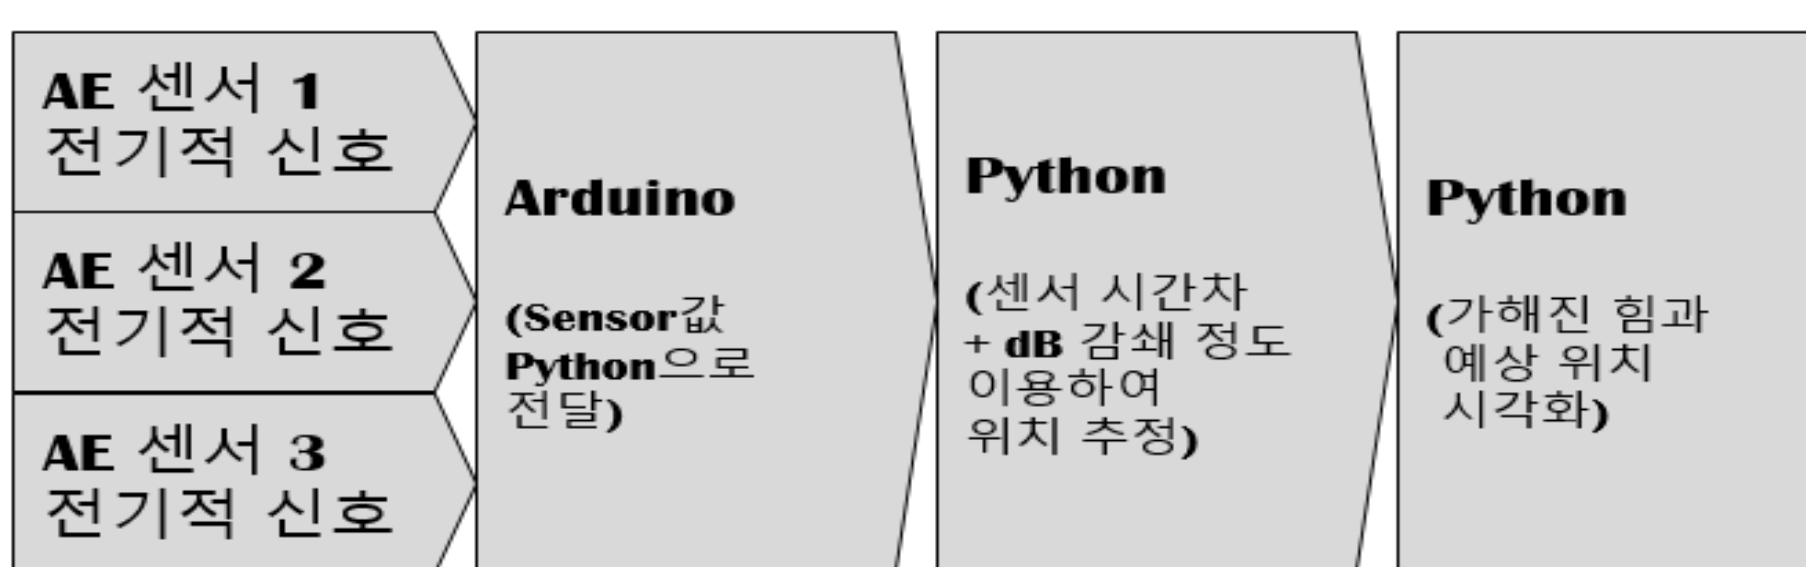 AE 센서 1
전기적 신호
AE 센서 2
전기적 신호
AE 센서 3
전기적 신호
Arduino
(Sensor값
Python으로
전달)
Python
(센서 시간차
+ dB 감쇄 정도
이용하여
위치 추정)
Python
(가해진 힘과
예상 위치
시각화)